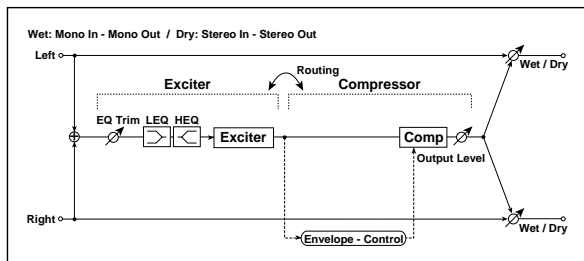 Wet: Mono In - Mono Out / Dry: Stereo In - Stereo Out
Left
Wet / Dry
Routing
Exciter
Compressor
EQ Trim
LEQ
HEQ
Exciter
Comp
Output Level
Right
Wet / Dry
Envelope - Control